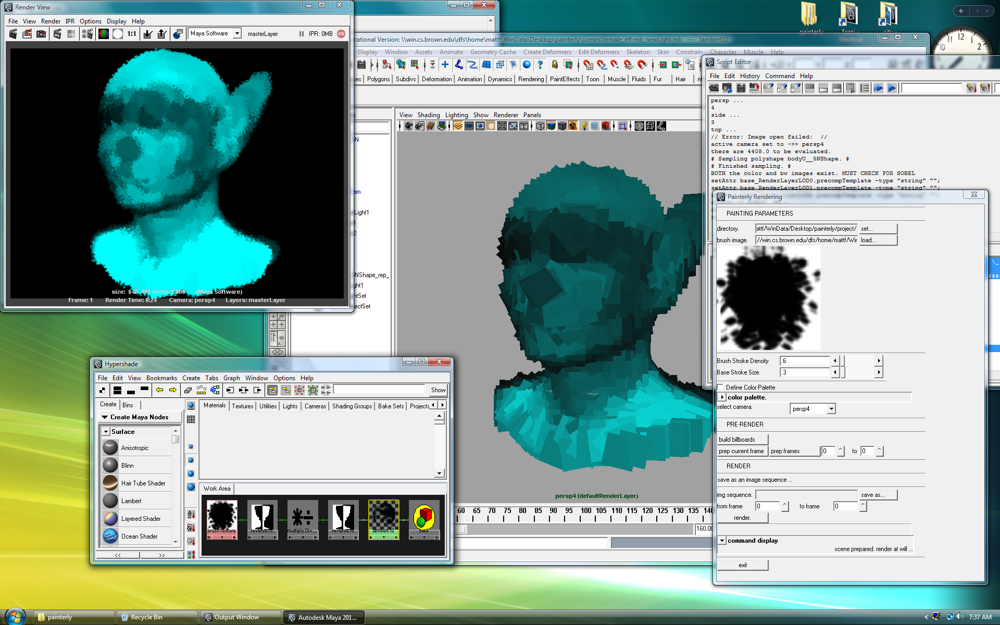 Render View
File View Render IPR Options Display Help
1:1 Maya Software masterLayer IPR: 0MB IPR
size: 640 480 zoom: 1.000 (Maya Software)
Frame: 1 Render Time: 0:24 Camera: persp4 Layers: masterLayer
painterly
cational Version: \\win.cs.brown.edu\dfs\home\mattf\WinData\Desktop\painterly\scenes\female_elf-mb_newLight.mb --- lambert10
Display Window Assets Animate Geometry Cache Create Deformers Edit Deformers Skeleton Skin Constrain Character Muscle Help
Polygons Subdivs Deformation Animation Dynamics Rendering PaintEffects Toon Muscle Fluids Fur Hair
View Shading Lighting Show Renderer Panels
am
Light1
1
2
NShape_rep_
ght1
ntSet
ectSet
persp4 (defaultRenderLayer)
60 65 70 75 80 85 90 95 100 105 110 115 120 125 130 135 140
160.00
Script Editor
File Edit History Command Help
persp ...
4
side ...
3
top ...
// Error: Image open failed: //
active camera set to ->> persp4
there are 4408.0 to be evaluated.
# Sampling polyshape bodyU__5NShape. #
# Finished sampling. #
BOTH the color and bw images exist. MUST CHECK FOR SOBEL
setAttr base_RenderLayerLOD0.precompTemplate -type "string" "";
setAttr base_RenderLayerLOD1.precompTemplate -type "string" "";
Painterly Rendering
PAINTING PARAMETERS
directory. attf/WinData/Desktop/painterly/project/ set...
brush image. //win.cs.brown.edu/dfs/home/mattf/Wir load...
Brush Stroke Density .6
Base Stroke Size. .3
Define Color Palette
color palette.
select camera. persp4
PRE-RENDER
build billboards
prep current frame prep frames 0 to 0
RENDER
save as an image sequence ...
img sequence. save as...
from frame 0 to frame 0
render.
command display
scene prepared. render at will ...
exit
Hypershade
File Edit View Bookmarks Create Tabs Graph Window Options Help
Show
Create Bins
Materials Textures Utilities Lights Cameras Shading Groups Bake Sets Projects
Create Maya Nodes
Surface
Anisotropic
Blinn
Hair Tube Shader
Lambert
Layered Shader
Ocean Shader
<< >>
Work Area
brushTexture reverse15 multiplyDiv... reverse16 lambert10 set8
painterly Recycle Bin Output Window Autodesk Maya 201... 7:37 AM